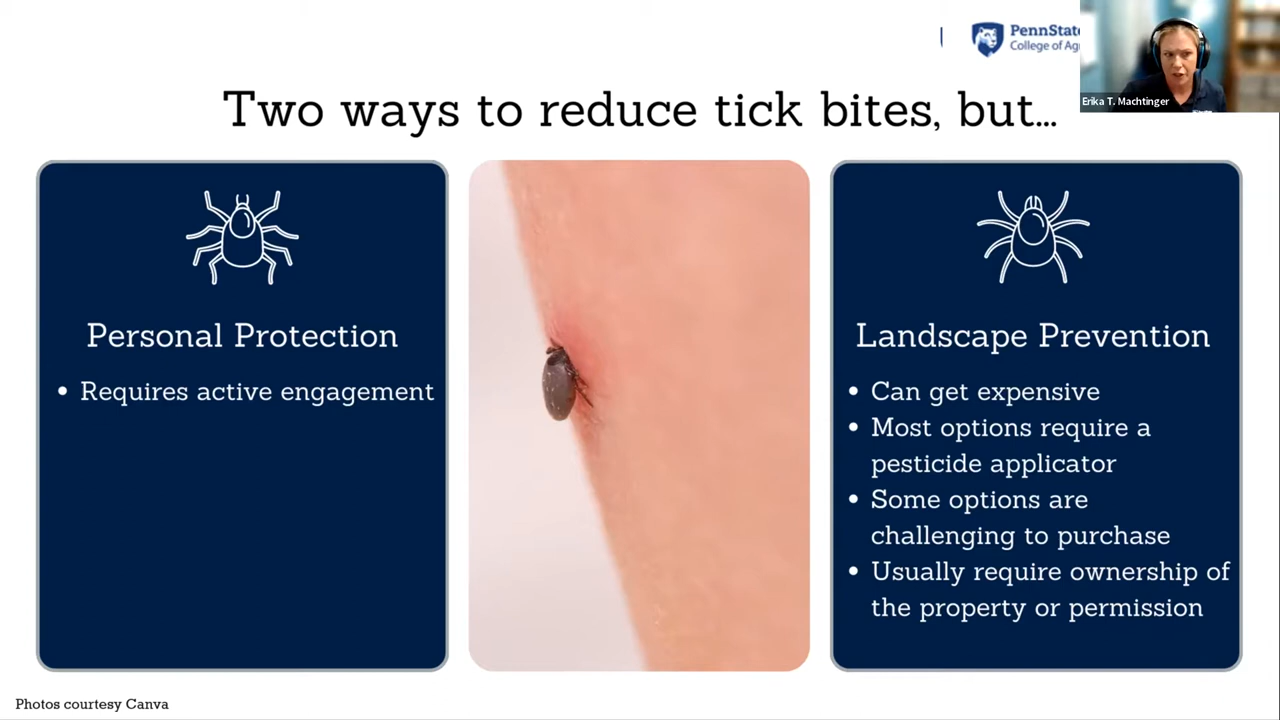 PennState
College of Ag
Erika T. Machtinger
Two ways to reduce tick bites, but...
Personal Protection
• Requires active engagement
Landscape Prevention
• Can get expensive
• Most options require a
pesticide applicator
• Some options are
challenging to purchase
• Usually require ownership of
the property or permission
Photos courtesy Canva